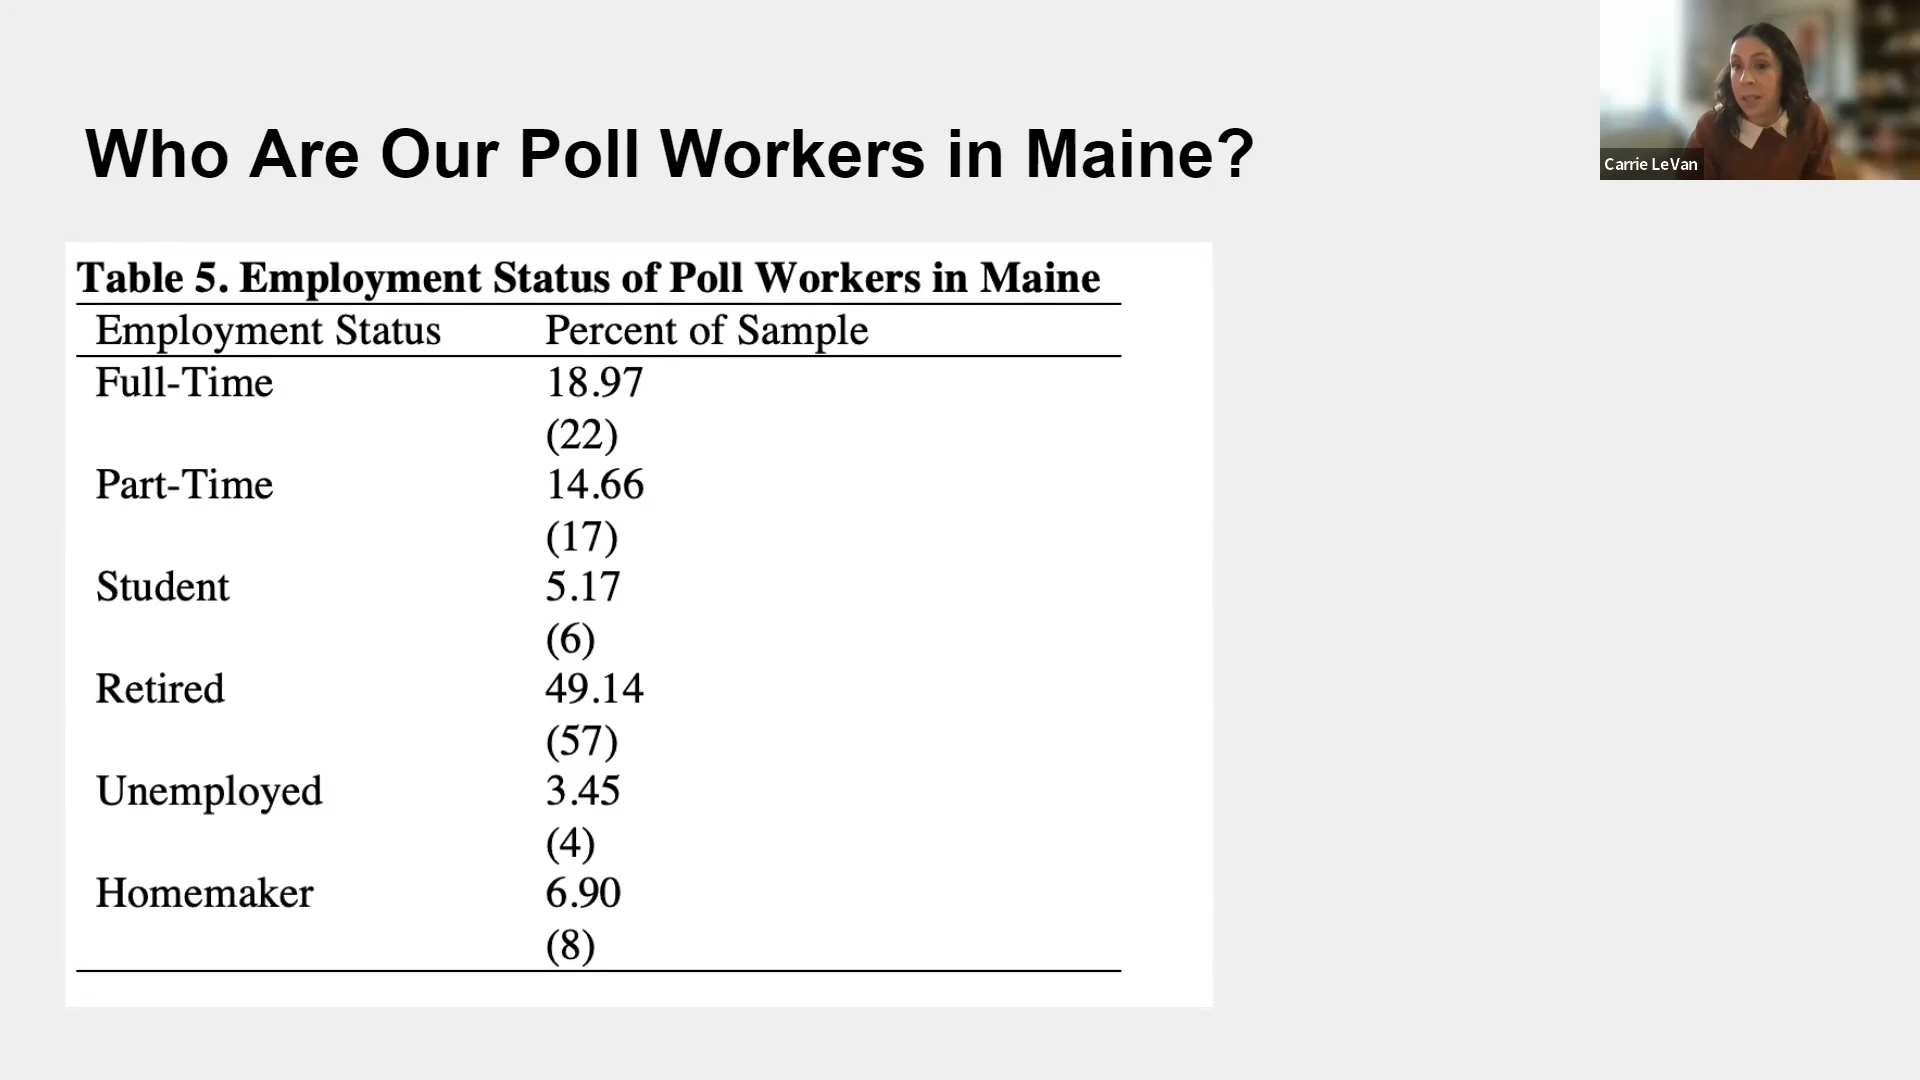 Who Are Our Poll Workers in Maine?
Carrie LeVan
Table 5. Employment Status of Poll Workers in Maine
Employment Status Percent of Sample
Full-Time 18.97
(22)
Part-Time 14.66
(17)
Student 5.17
(6)
Retired 49.14
(57)
Unemployed 3.45
(4)
Homemaker 6.90
(8)